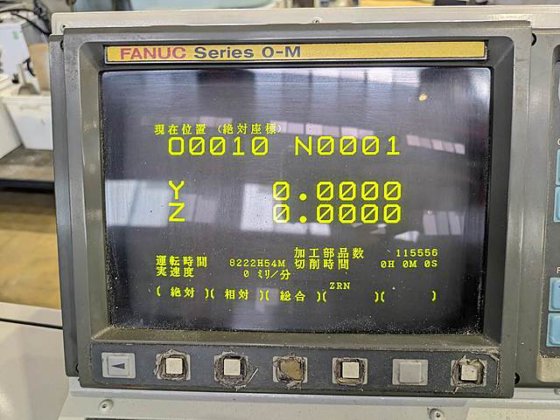 FANUC Series O-M
現在位置 (絶対座標)
O0010 N0001
Y 0.0000
Z 0.0000
加工部品数 115556
運転時間 8222H54M 切削時間 0H 0M 0S
実速度 0 ミリ/分
ZRN
( 絶対 )( 相対 )( 総合 )( )( )